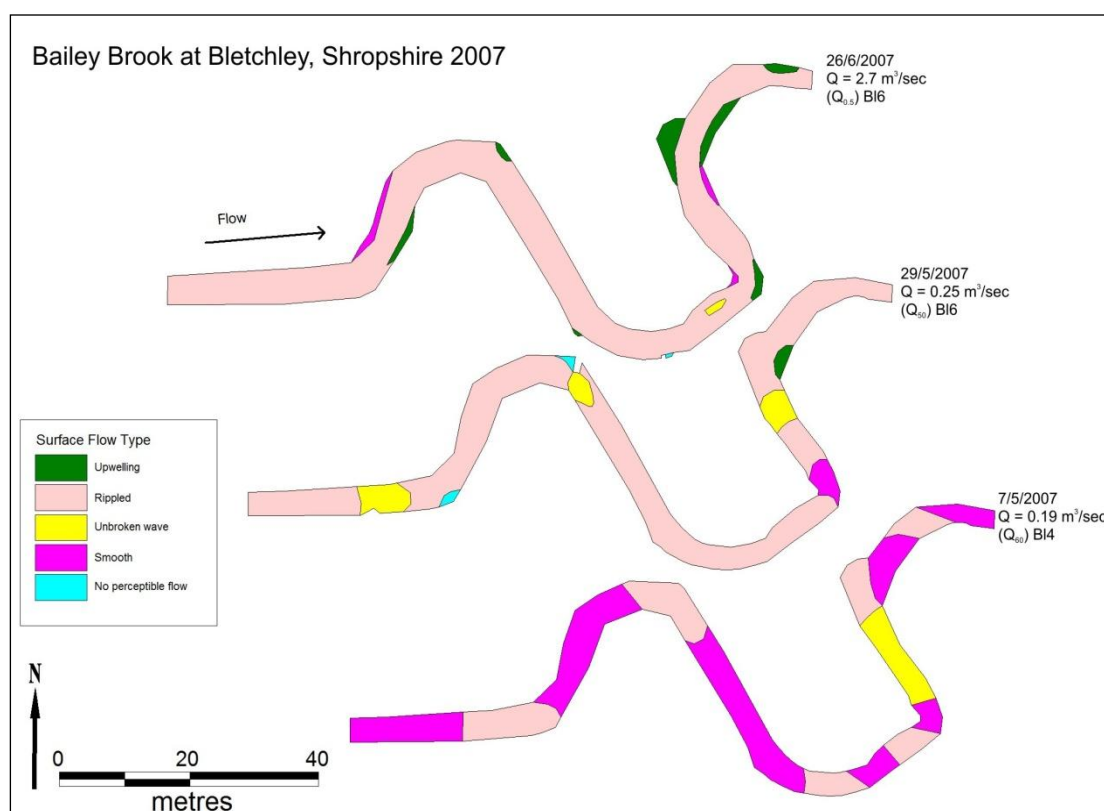 Bailey Brook at Bletchley, Shropshire 2007
26/6/2007
Q = 2.7 m³/sec
(Q₀.₅) Bl6
Flow
29/5/2007
Q = 0.25 m³/sec
(Q₅₀) Bl6
Surface Flow Type
Upwelling
Rippled
Unbroken wave
Smooth
No perceptible flow
7/5/2007
Q = 0.19 m³/sec
(Q₆₀) Bl4
N
0 20 40
metres